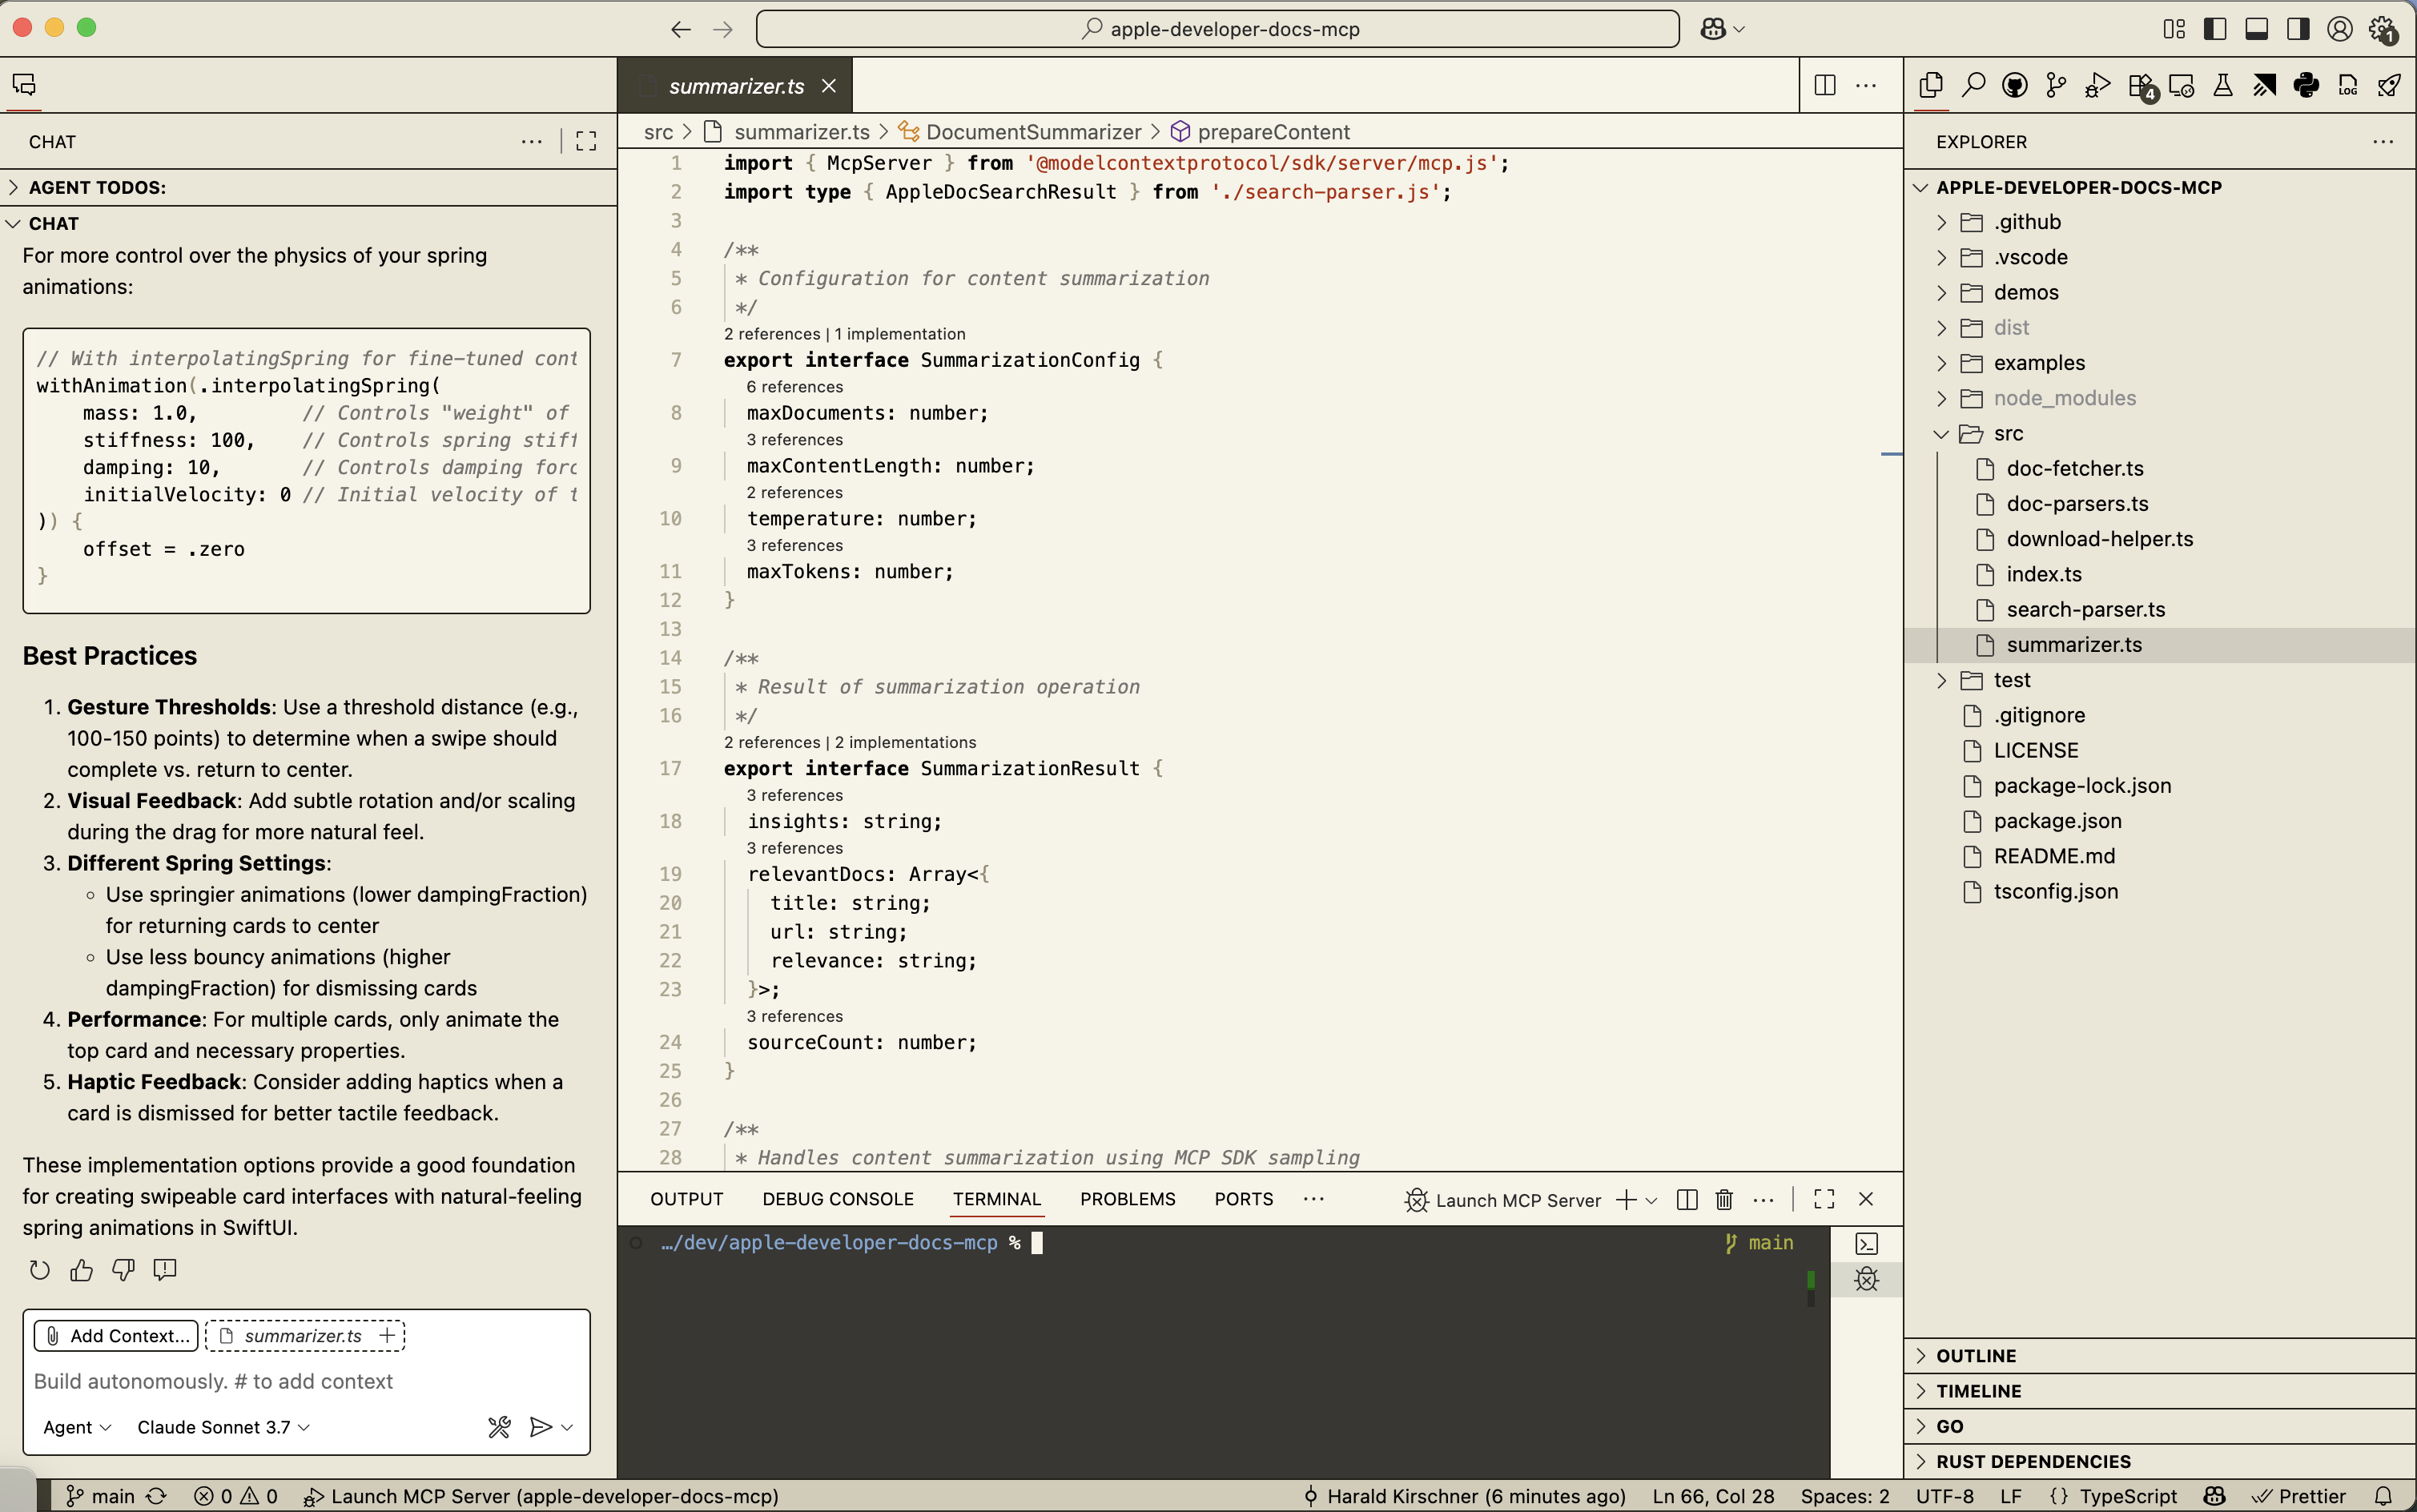 apple-developer-docs-mcp
1
CHAT
AGENT TODOS:
CHAT
For more control over the physics of your spring
animations:
// With interpolatingSpring for fine-tuned cont
withAnimation(.interpolatingSpring(
mass: 1.0, // Controls "weight" of
stiffness: 100, // Controls spring stiff
damping: 10, // Controls damping forc
initialVelocity: 0 // Initial velocity of t
)) {
offset = .zero
}
Best Practices
1. Gesture Thresholds: Use a threshold distance (e.g.,
100-150 points) to determine when a swipe should
complete vs. return to center.
2. Visual Feedback: Add subtle rotation and/or scaling
during the drag for more natural feel.
3. Different Spring Settings:
◦ Use springier animations (lower dampingFraction)
for returning cards to center
◦ Use less bouncy animations (higher
dampingFraction) for dismissing cards
4. Performance: For multiple cards, only animate the
top card and necessary properties.
5. Haptic Feedback: Consider adding haptics when a
card is dismissed for better tactile feedback.
These implementation options provide a good foundation
for creating swipeable card interfaces with natural-feeling
spring animations in SwiftUI.
Add Context...
summarizer.ts
Build autonomously. # to add context
Agent
Claude Sonnet 3.7
summarizer.ts
src > summarizer.ts > DocumentSummarizer > prepareContent
1 import { McpServer } from '@modelcontextprotocol/sdk/server/mcp.js';
2 import type { AppleDocSearchResult } from './search-parser.js';
3
4 /**
5 * Configuration for content summarization
6 */
2 references | 1 implementation
7 export interface SummarizationConfig {
6 references
8 maxDocuments: number;
3 references
9 maxContentLength: number;
2 references
10 temperature: number;
3 references
11 maxTokens: number;
12 }
13
14 /**
15 * Result of summarization operation
16 */
2 references | 2 implementations
17 export interface SummarizationResult {
3 references
18 insights: string;
3 references
19 relevantDocs: Array<{
20 title: string;
21 url: string;
22 relevance: string;
23 }>;
3 references
24 sourceCount: number;
25 }
26
27 /**
28 * Handles content summarization using MCP SDK sampling
OUTPUT
DEBUG CONSOLE
TERMINAL
PROBLEMS
PORTS
Launch MCP Server
…/dev/apple-developer-docs-mcp %
main
4
LOG
EXPLORER
APPLE-DEVELOPER-DOCS-MCP
.github
.vscode
demos
dist
examples
node_modules
src
doc-fetcher.ts
doc-parsers.ts
download-helper.ts
index.ts
search-parser.ts
summarizer.ts
test
.gitignore
LICENSE
package-lock.json
package.json
README.md
tsconfig.json
OUTLINE
TIMELINE
GO
RUST DEPENDENCIES
main
0
0
Launch MCP Server (apple-developer-docs-mcp)
Harald Kirschner (6 minutes ago)
Ln 66, Col 28
Spaces: 2
UTF-8
LF
{} TypeScript
Prettier